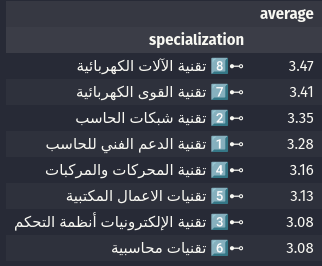 average
specialization
8️⃣⊷ تقنية الآلات الكهربائية 3.47
7️⃣⊷ تقنية القوى الكهربائية 3.41
2️⃣⊷ تقنية شبكات الحاسب 3.35
1️⃣⊷ تقنية الدعم الفني للحاسب 3.28
4️⃣⊷ تقنية المحركات والمركبات 3.16
5️⃣⊷ تقنيات الاعمال المكتبية 3.13
3️⃣⊷ تقنية الإلكترونيات أنظمة التحكم 3.08
6️⃣⊷ تقنيات محاسبية 3.08